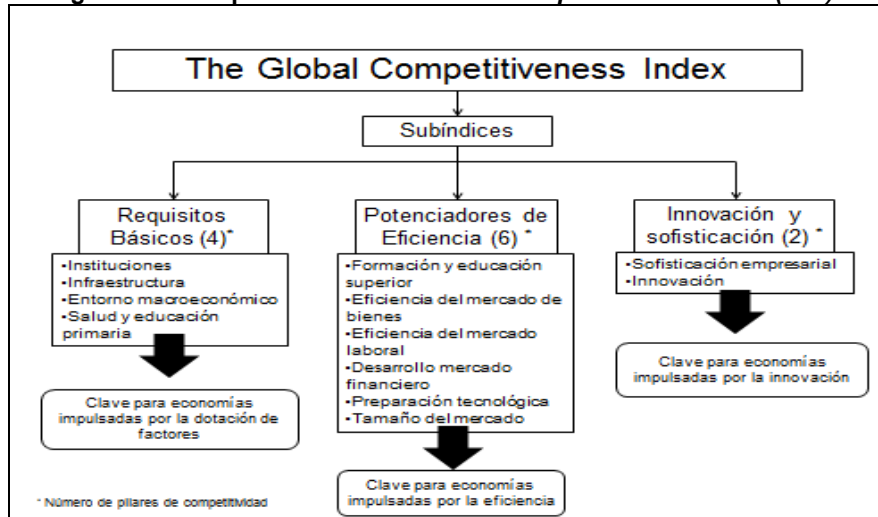 The Global Competitiveness Index
Subíndices
Requisitos
Básicos (4)*
•Instituciones
•Infraestructura
•Entorno macroeconómico
•Salud y educación
primaria
Clave para economías
impulsadas por la dotación de
factores
Potenciadores de
Eficiencia (6) *
•Formación y educación
superior
•Eficiencia del mercado de
bienes
•Eficiencia del mercado
laboral
•Desarrollo mercado
financiero
•Preparación tecnológica
•Tamaño del mercado
Clave para economías
impulsadas por la eficiencia
Innovación y
sofisticación (2) *
•Sofisticación empresarial
•Innovación
Clave para economías
impulsadas por la innovación
* Número de pilares de competitividad